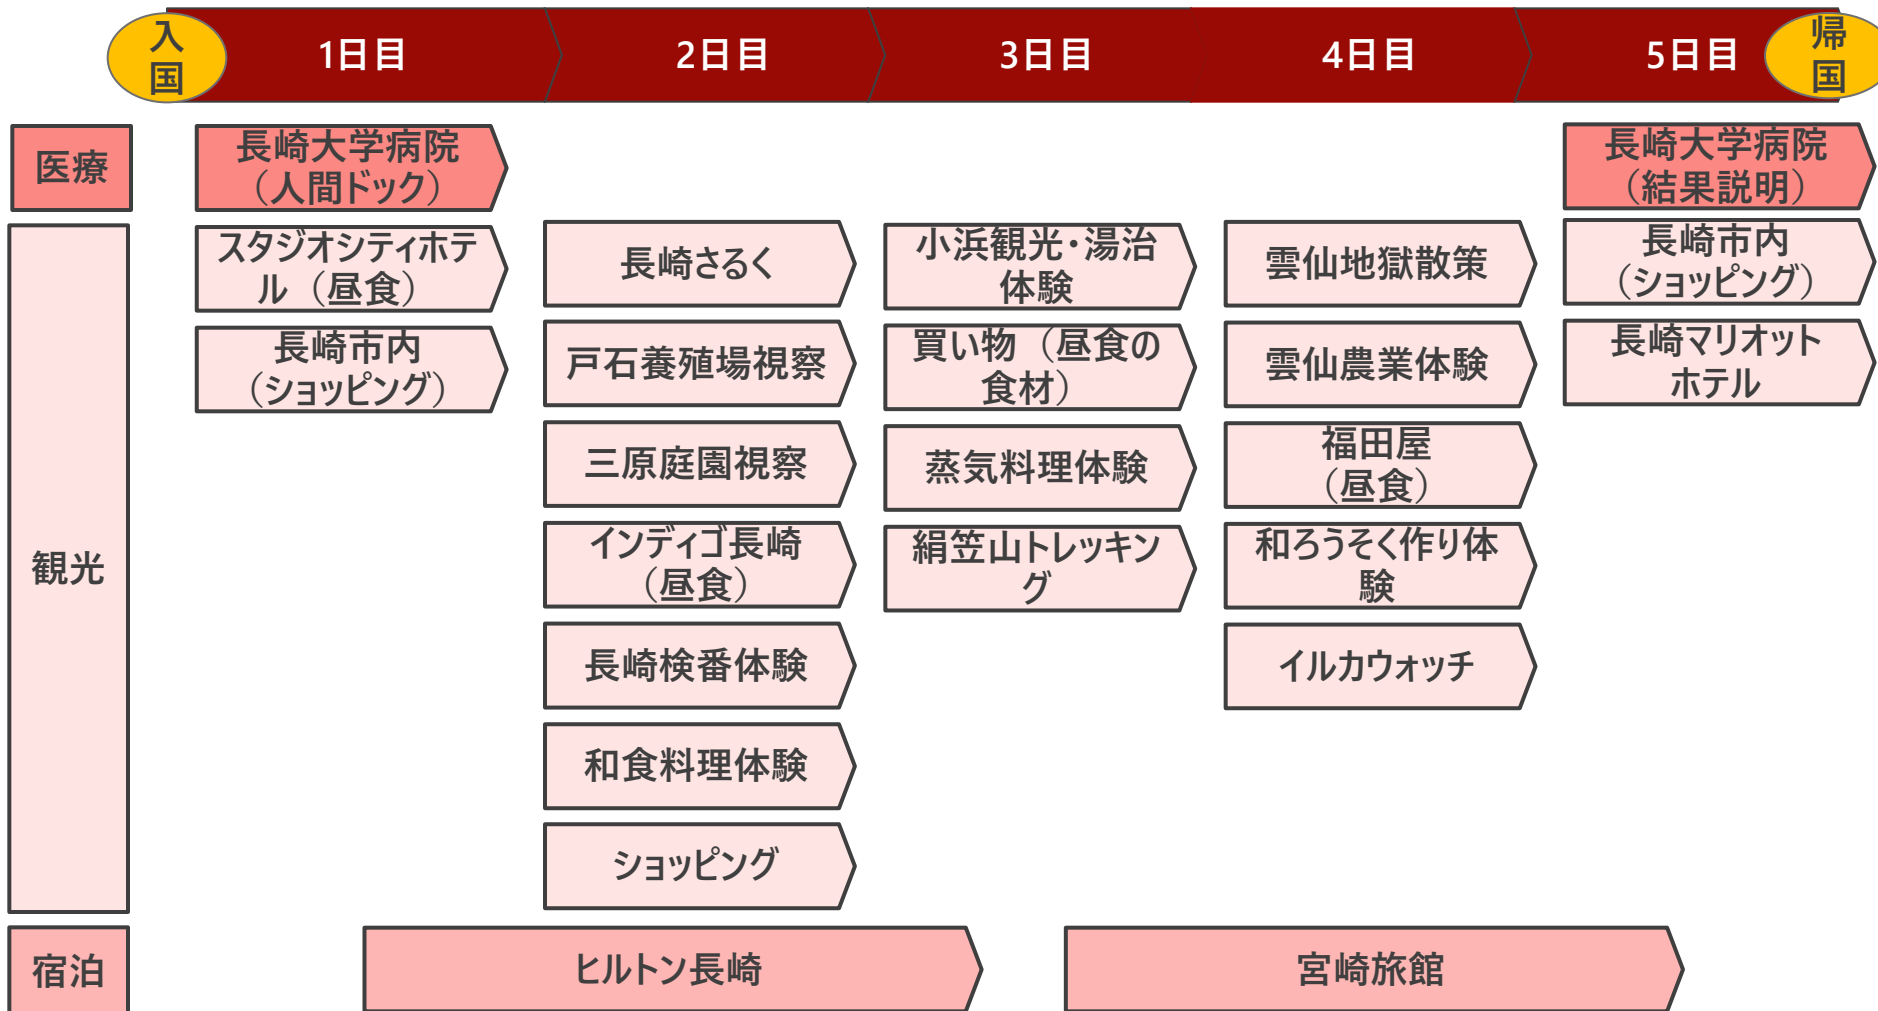 入
国
1日目
2日目
3日目
4日目
5日目
帰
国
医療
長崎大学病院
（人間ドック）
長崎大学病院
（結果説明）
観光
スタジオシティホテ
ル（昼食）
長崎市内
（ショッピング）
長崎さるく
戸石養殖場視察
三原庭園視察
インディゴ長崎
（昼食）
長崎検番体験
和食料理体験
ショッピング
小浜観光・湯治
体験
買い物（昼食の
食材）
蒸気料理体験
絹笠山トレッキン
グ
雲仙地獄散策
雲仙農業体験
福田屋
（昼食）
和ろうそく作り体
験
イルカウォッチ
長崎市内
（ショッピング）
長崎マリオット
ホテル
宿泊
ヒルトン長崎
宮崎旅館